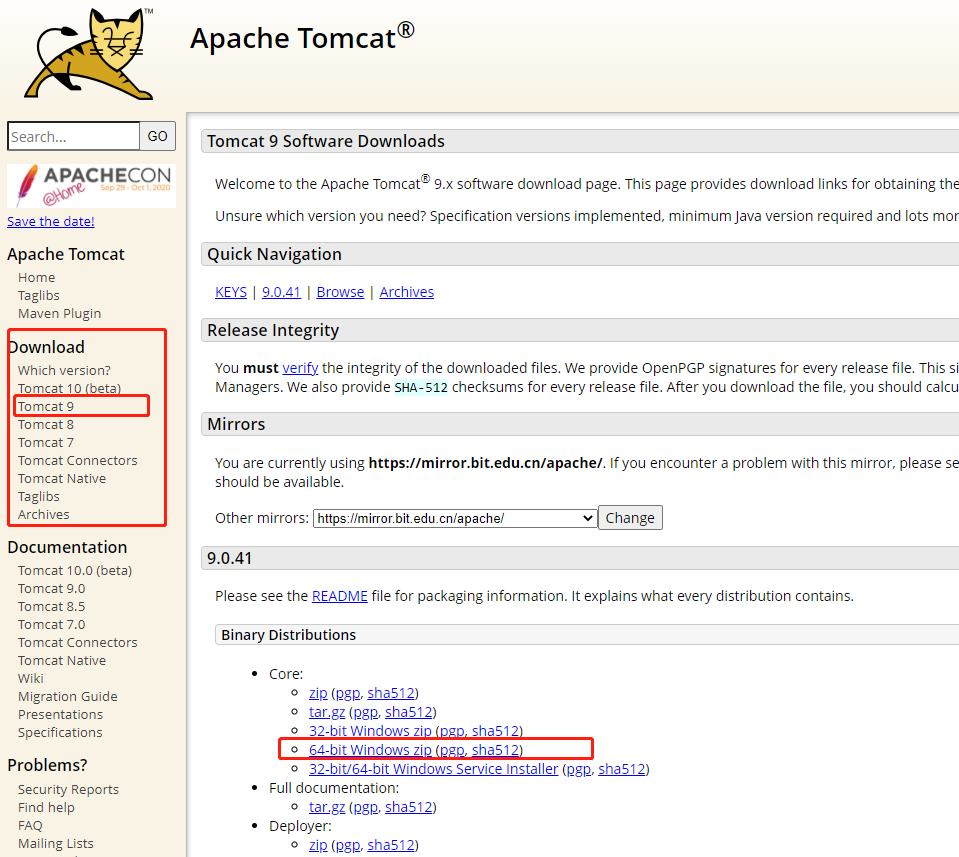 TM
Apache Tomcat®
Search...
GO
APACHECON
@Home
Sep 29 - Oct 1, 2020
Save the date!
Apache Tomcat
Home
Taglibs
Maven Plugin
Download
Which version?
Tomcat 10 (beta)
Tomcat 9
Tomcat 8
Tomcat 7
Tomcat Connectors
Tomcat Native
Taglibs
Archives
Documentation
Tomcat 10.0 (beta)
Tomcat 9.0
Tomcat 8.5
Tomcat 7.0
Tomcat Connectors
Tomcat Native
Wiki
Migration Guide
Presentations
Specifications
Problems?
Security Reports
Find help
FAQ
Mailing Lists
Tomcat 9 Software Downloads
Welcome to the Apache Tomcat® 9.x software download page. This page provides download links for obtaining the
Unsure which version you need? Specification versions implemented, minimum Java version required and lots mor
Quick Navigation
KEYS | 9.0.41 | Browse | Archives
Release Integrity
You must verify the integrity of the downloaded files. We provide OpenPGP signatures for every release file. This si
Managers. We also provide SHA-512 checksums for every release file. After you download the file, you should calcu
Mirrors
You are currently using https://mirror.bit.edu.cn/apache/. If you encounter a problem with this mirror, please se
should be available.
Other mirrors: https://mirror.bit.edu.cn/apache/ Change
9.0.41
Please see the README file for packaging information. It explains what every distribution contains.
Binary Distributions
• Core:
◦ zip (pgp, sha512)
◦ tar.gz (pgp, sha512)
◦ 32-bit Windows zip (pgp, sha512)
◦ 64-bit Windows zip (pgp, sha512)
◦ 32-bit/64-bit Windows Service Installer (pgp, sha512)
• Full documentation:
◦ tar.gz (pgp, sha512)
• Deployer:
◦ zip (pgp, sha512)